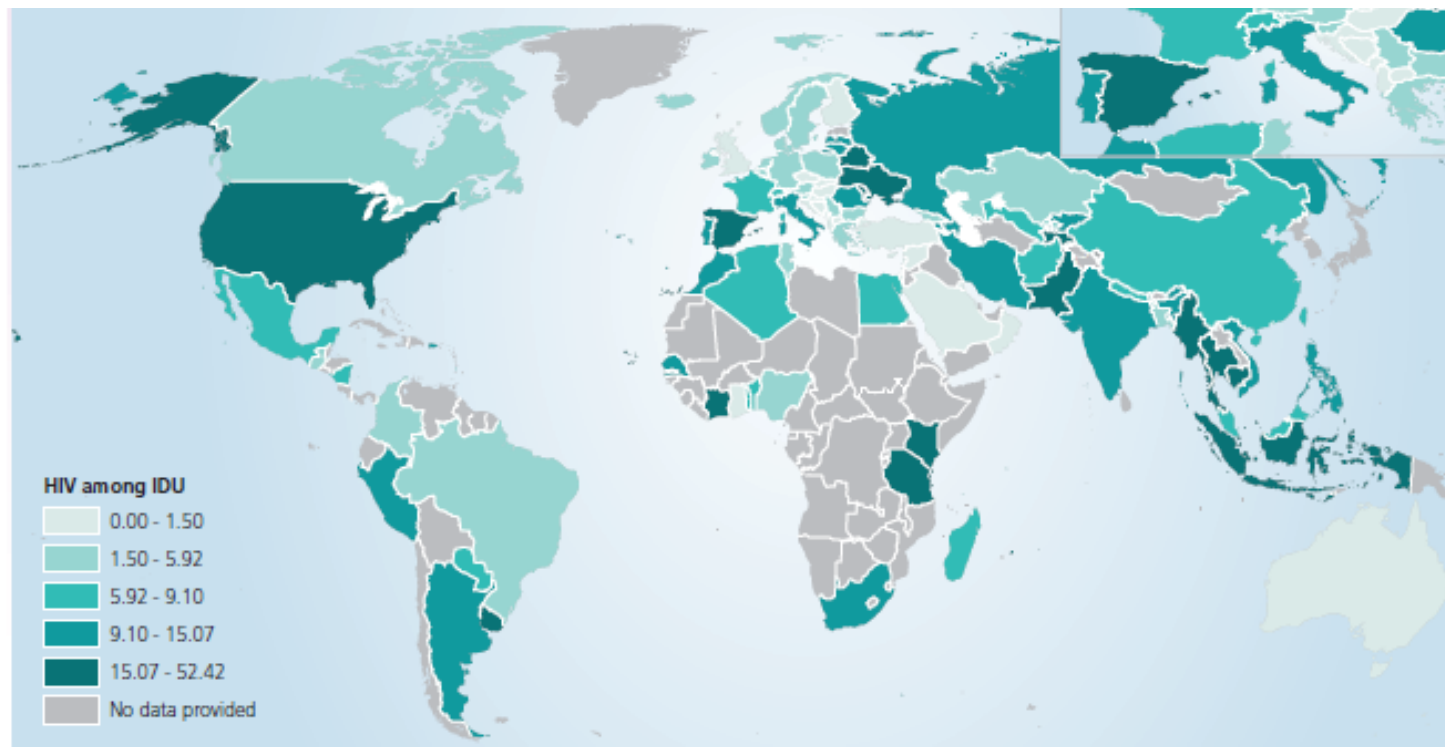 HIV among IDU
0.00 - 1.50
1.50 - 5.92
5.92 - 9.10
9.10 - 15.07
15.07 - 52.42
No data provided